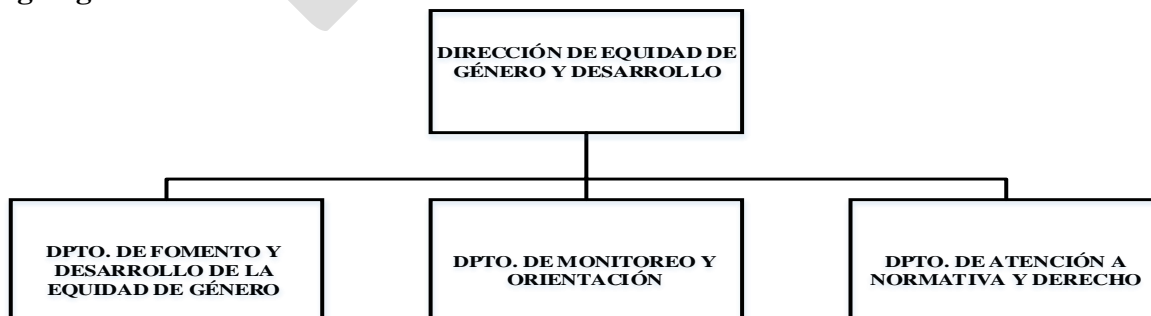 DIRECCIÓN DE EQUIDAD DE
GÉNERO Y DESARROLLO
DPTO. DE FOMENTO Y
DESARROLLO DE LA
EQUIDAD DE GÉNERO
DPTO. DE MONITOREO Y
ORIENTACIÓN
DPTO. DE ATENCIÓN A
NORMATIVA Y DERECHO